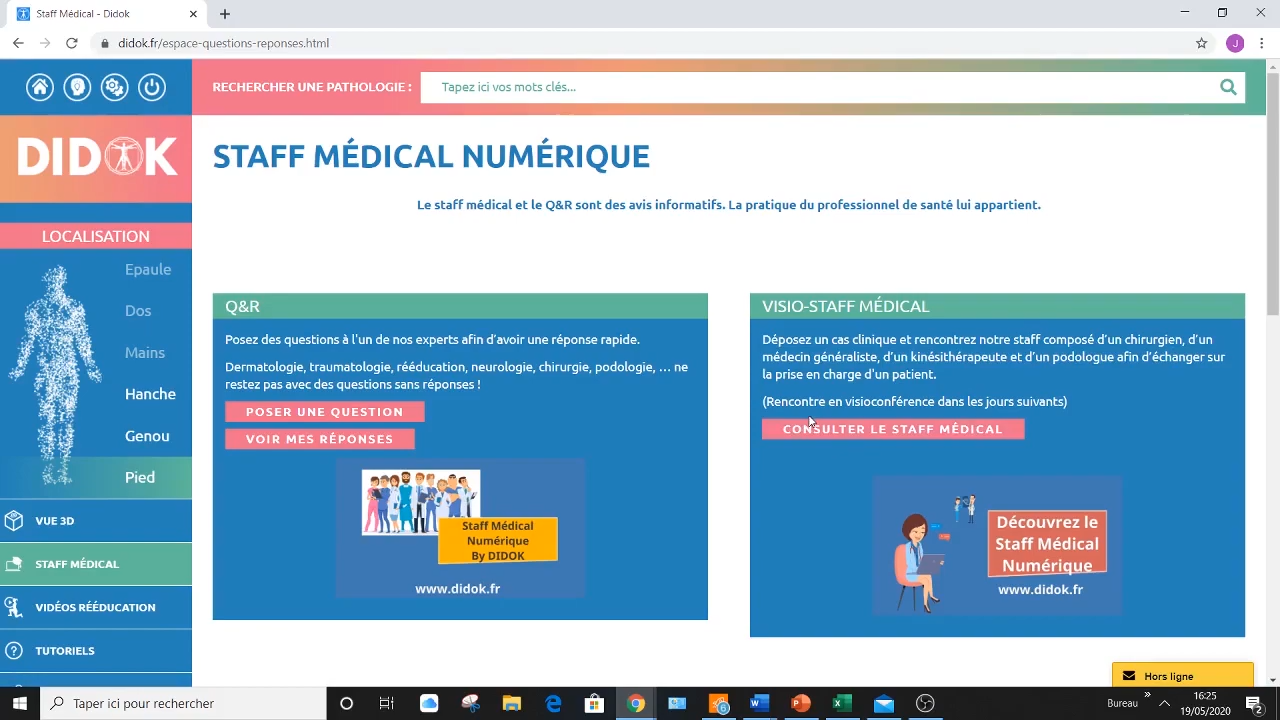 Staff Médical - Didok
didok.fr/espace-questions-reponses.html
J
RECHERCHER UNE PATHOLOGIE :
Tapez ici vos mots clés...
DIDOK
LOCALISATION
Epaule
Dos
Mains
Hanche
Genou
Pied
VUE 3D
STAFF MÉDICAL
VIDÉOS RÉÉDUCATION
TUTORIELS
STAFF MÉDICAL NUMÉRIQUE
Le staff médical et le Q&R sont des avis informatifs. La pratique du professionnel de santé lui appartient.
Q&R
Posez des questions à l'un de nos experts afin d'avoir une réponse rapide.
Dermatologie, traumatologie, rééducation, neurologie, chirurgie, podologie, … ne
restez pas avec des questions sans réponses !
POSER UNE QUESTION
VOIR MES RÉPONSES
Staff Médical
Numérique
By DIDOK
www.didok.fr
VISIO-STAFF MÉDICAL
Déposez un cas clinique et rencontrez notre staff composé d'un chirurgien, d'un
médecin généraliste, d'un kinésithérapeute et d'un podologue afin d'échanger sur
la prise en charge d'un patient.
(Rencontre en visioconférence dans les jours suivants)
CONSULTER LE STAFF MÉDICAL
Découvrez le
Staff Médical
Numérique
www.didok.fr
Hors ligne
Taper ici pour rechercher
Bureau
16:25
19/05/2020
2